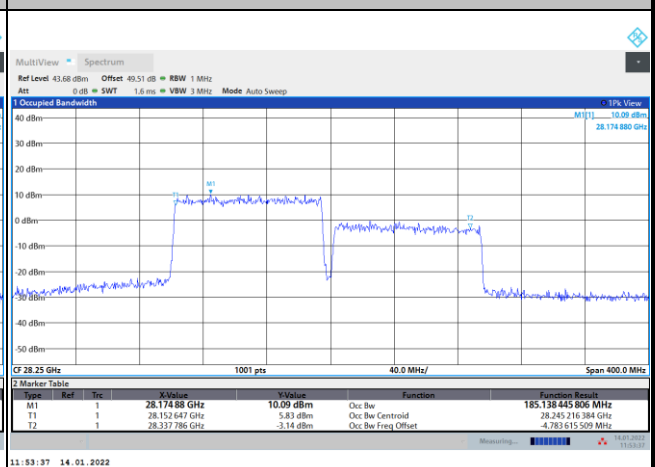 MultiView Spectrum
Ref Level 43.68 dBm Offset 49.51 dB RBW 1 MHz
Att 0 dB SWT 1.6 ms VBW 3 MHz Mode Auto Sweep
1 Occupied Bandwidth 1Pk View
40 dBm M1[1] 10.09 dBm
28.174 880 GHz
30 dBm
20 dBm
M1
10 dBm T1
0 dBm T2
-10 dBm
-20 dBm
-30 dBm
-40 dBm
-50 dBm
CF 28.25 GHz 1001 pts 40.0 MHz/ Span 400.0 MHz
2 Marker Table
Type Ref Trc X-Value Y-Value Function Function Result
M1 1 28.174 88 GHz 10.09 dBm Occ Bw 185.138 445 806 MHz
T1 1 28.152 647 GHz 5.83 dBm Occ Bw Centroid 28.245 216 384 GHz
T2 1 28.337 786 GHz -3.14 dBm Occ Bw Freq Offset -4.783 615 509 MHz
Measuring... 14.01.2022
11:53:37
11:53:37 14.01.2022